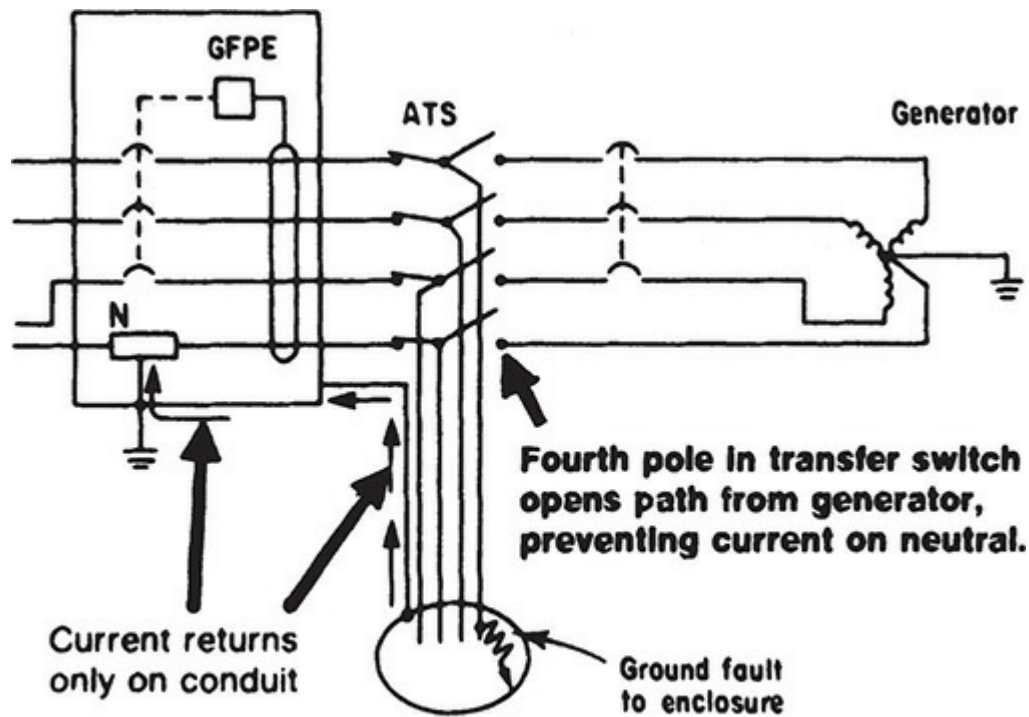 GFPE
ATS
Generator
N
Fourth pole in transfer switch
opens path from generator,
preventing current on neutral.
Current returns
only on conduit
Ground fault
to enclosure